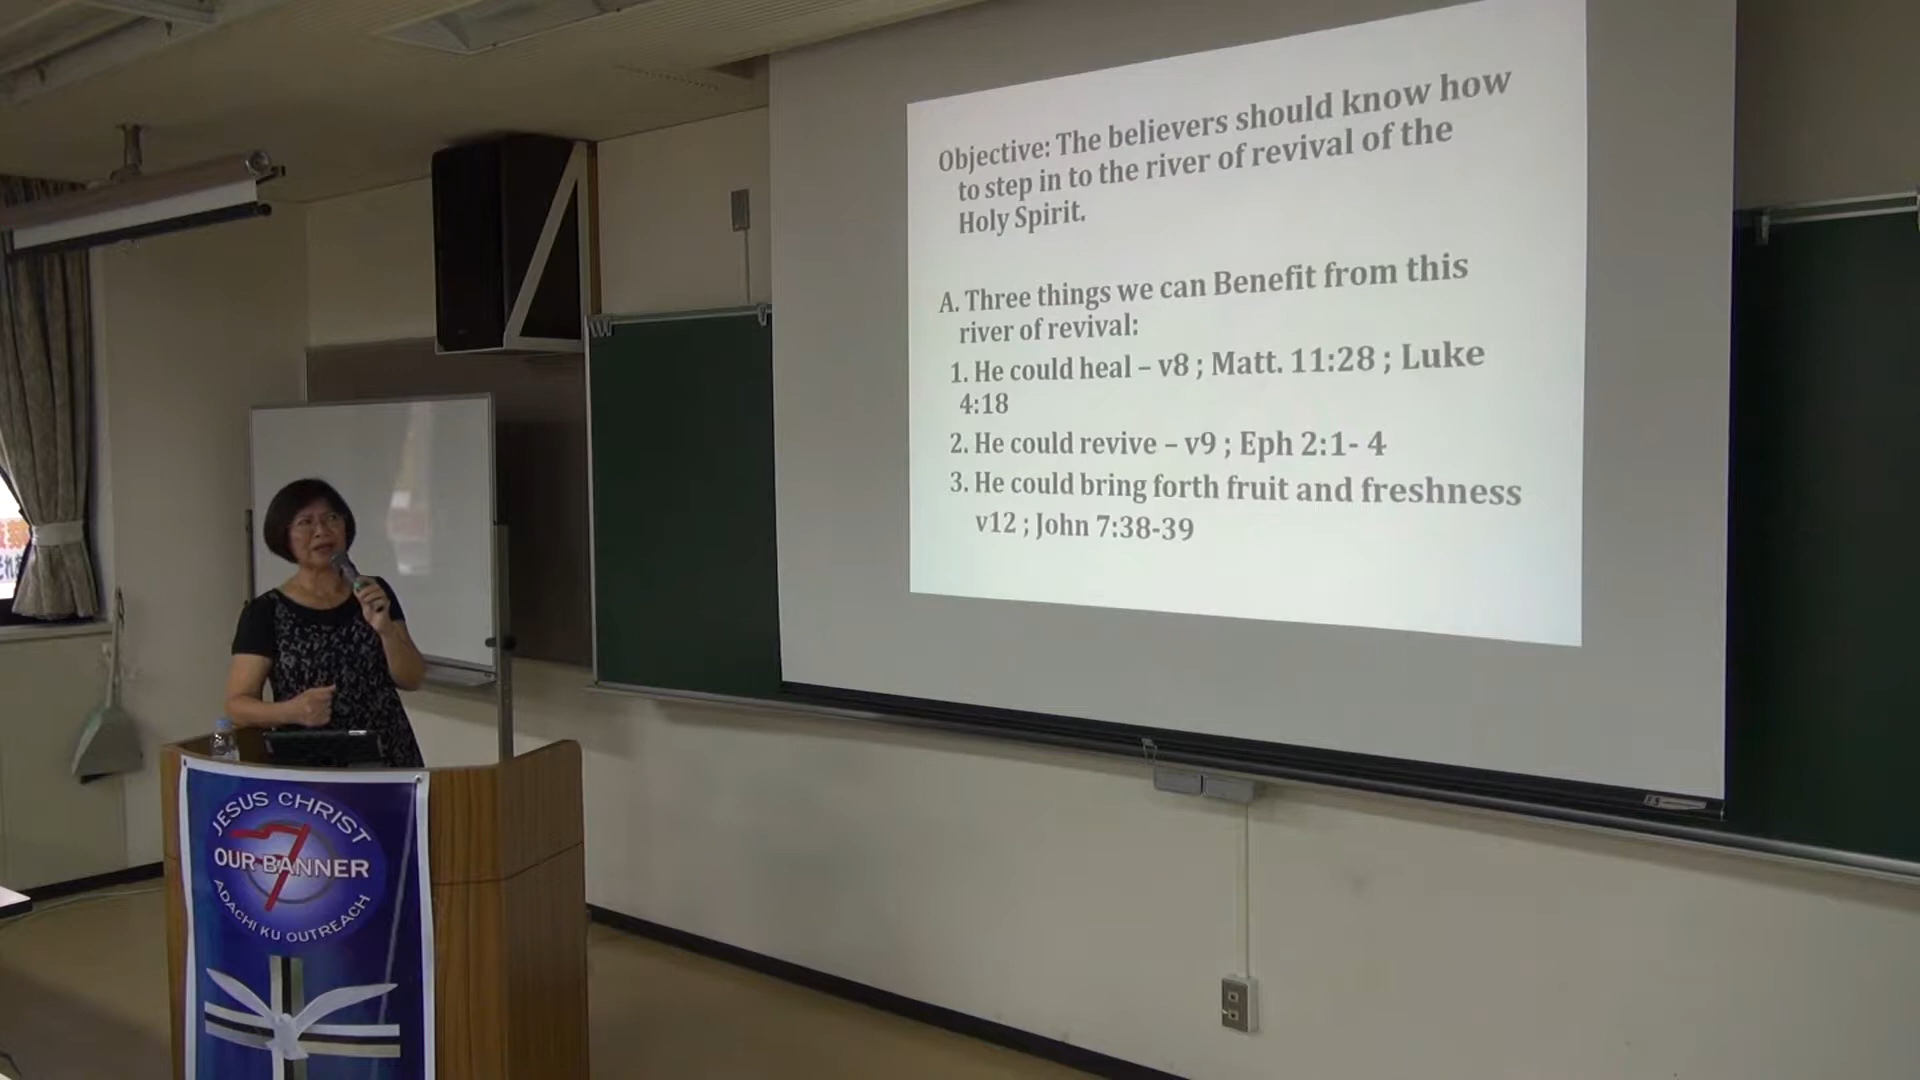 Objective: The believers should know how
to step in to the river of revival of the
Holy Spirit.
A. Three things we can Benefit from this
river of revival:
1. He could heal – v8 ; Matt. 11:28 ; Luke
4:18
2. He could revive – v9 ; Eph 2:1- 4
3. He could bring forth fruit and freshness
v12 ; John 7:38-39
JESUS CHRIST
OUR BANNER
ADACHI KU OUTREACH